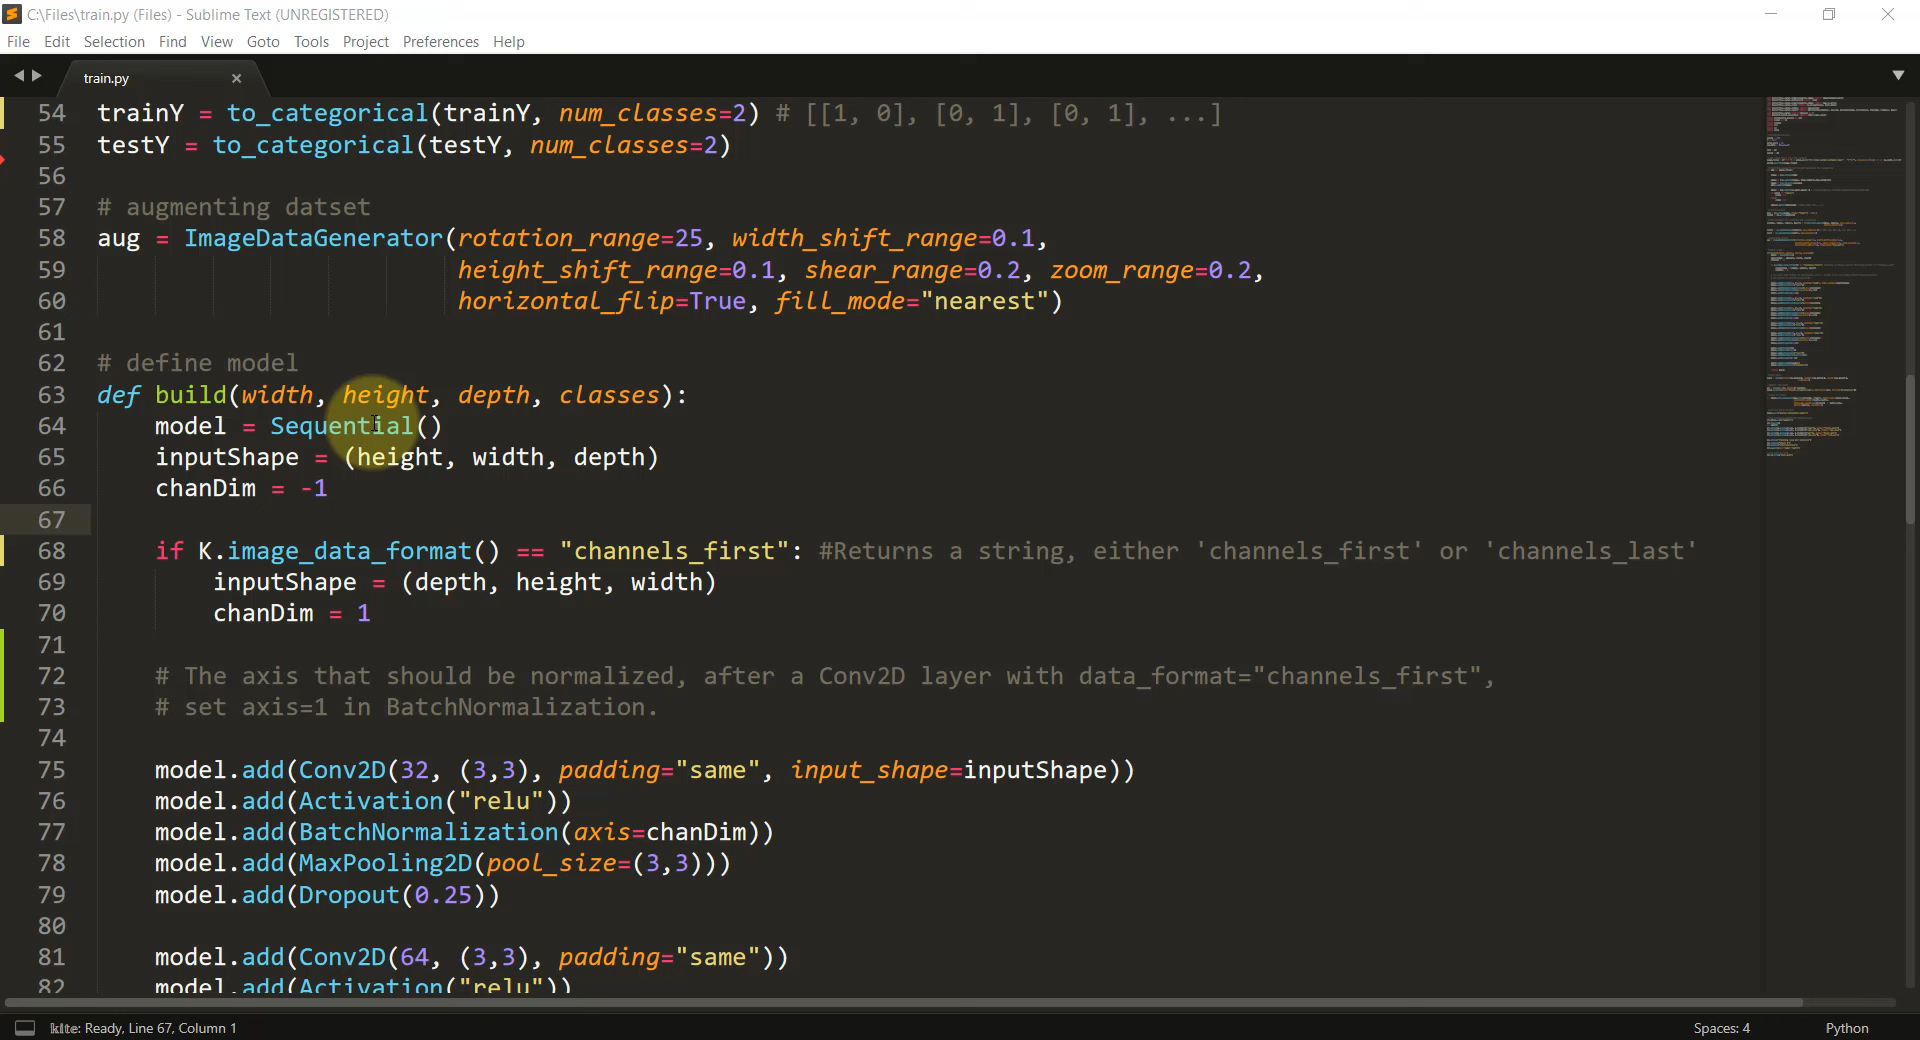 C:\Files\train.py (Files) - Sublime Text (UNREGISTERED)
File Edit Selection Find View Goto Tools Project Preferences Help
train.py
54 trainY = to_categorical(trainY, num_classes=2) # [[1, 0], [0, 1], [0, 1], ...]
55 testY = to_categorical(testY, num_classes=2)
56
57 # augmenting datset
58 aug = ImageDataGenerator(rotation_range=25, width_shift_range=0.1,
59 height_shift_range=0.1, shear_range=0.2, zoom_range=0.2,
60 horizontal_flip=True, fill_mode="nearest")
61
62 # define model
63 def build(width, height, depth, classes):
64 model = Sequential()
65 inputShape = (height, width, depth)
66 chanDim = -1
67
68 if K.image_data_format() == "channels_first": #Returns a string, either 'channels_first' or 'channels_last'
69 inputShape = (depth, height, width)
70 chanDim = 1
71
72 # The axis that should be normalized, after a Conv2D layer with data_format="channels_first",
73 # set axis=1 in BatchNormalization.
74
75 model.add(Conv2D(32, (3,3), padding="same", input_shape=inputShape))
76 model.add(Activation("relu"))
77 model.add(BatchNormalization(axis=chanDim))
78 model.add(MaxPooling2D(pool_size=(3,3)))
79 model.add(Dropout(0.25))
80
81 model.add(Conv2D(64, (3,3), padding="same"))
82 model.add(Activation("relu"))
kite: Ready, Line 67, Column 1 Spaces: 4 Python